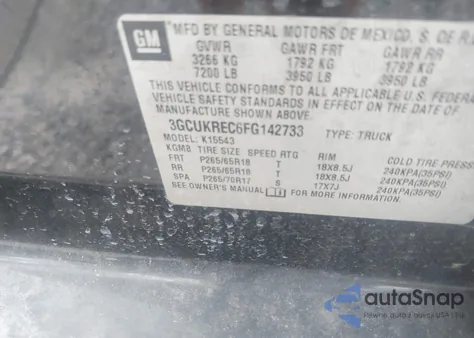 GM
MFD BY GENERAL MOTORS DE MEXICO, S. DE R.
GVWR GAWR FRT GAWR RR
3266 KG 1792 KG 1792 KG
7200 LB 3950 LB 3950 LB
THIS VEHICLE CONFORMS TO ALL APPLICABLE U.S. FEDERAL
VEHICLE SAFETY STANDARDS IN EFFECT ON THE DATE OF
MANUFACTURE SHOWN ABOVE.
3GCUKREC6FG142733 TYPE: TRUCK
MODEL: K15543
KGM8 TIRE SIZE SPEED RTG RIM COLD TIRE
FRT P265/65R18 T 18X8.5J 240KPA(35PSI)
RR P265/65R18 T 18X8.5J 240KPA(35PSI)
SPA P265/70R17 S 17X7J 240KPA(35PSI)
SEE OWNER'S MANUAL
autoSnap